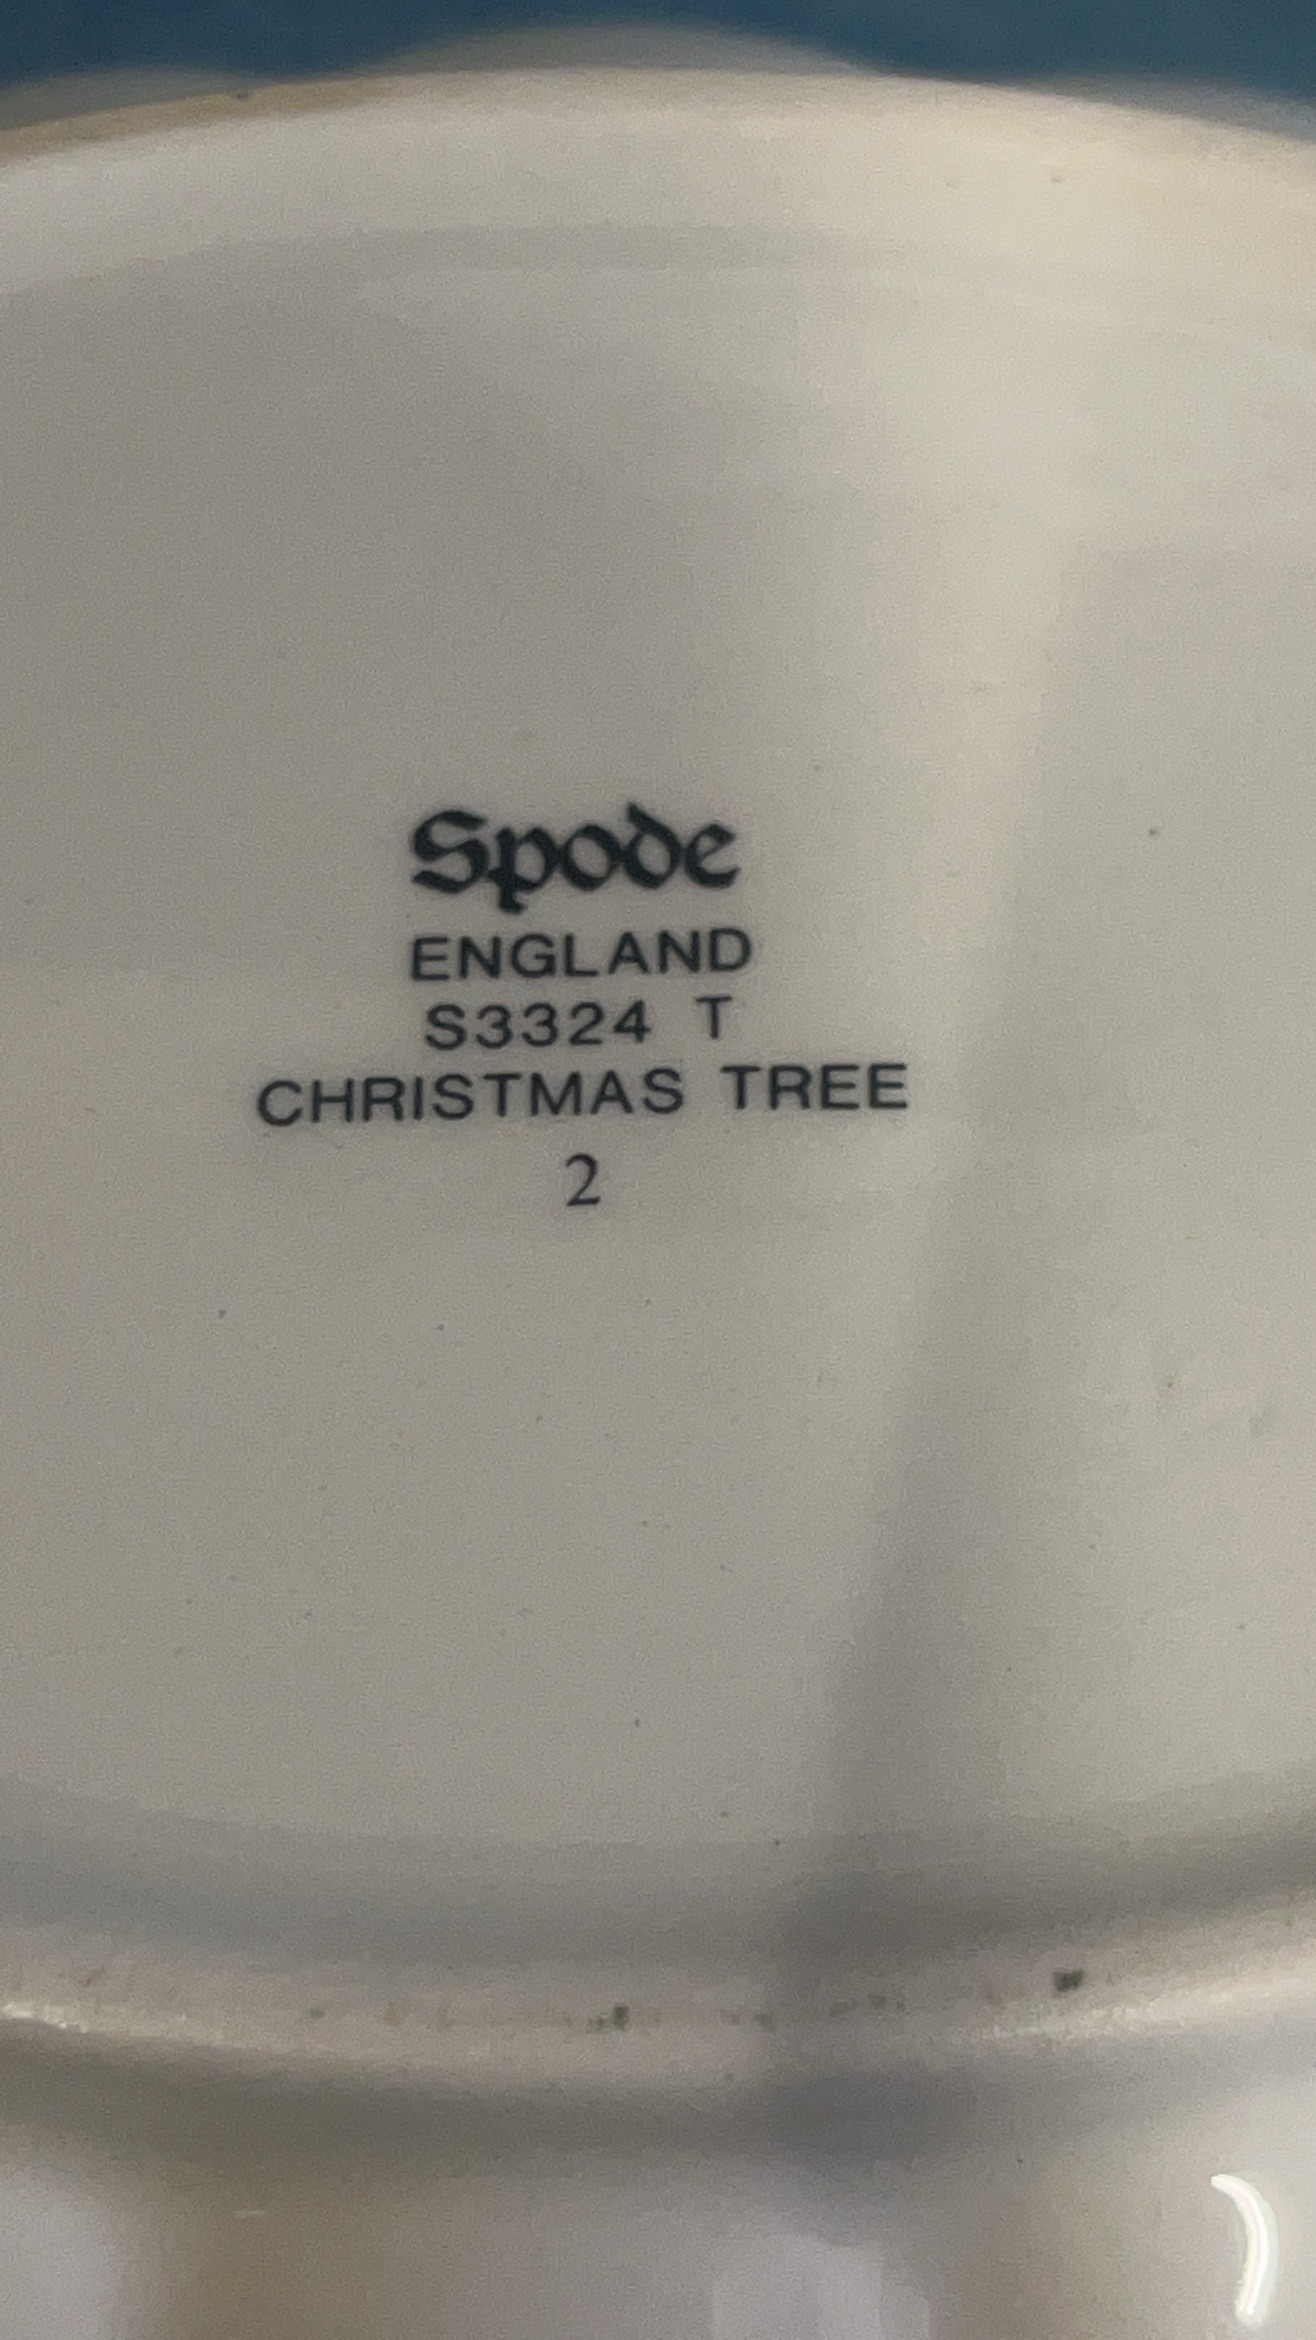 Spode
ENGLAND
S3324 T
CHRISTMAS TREE
2